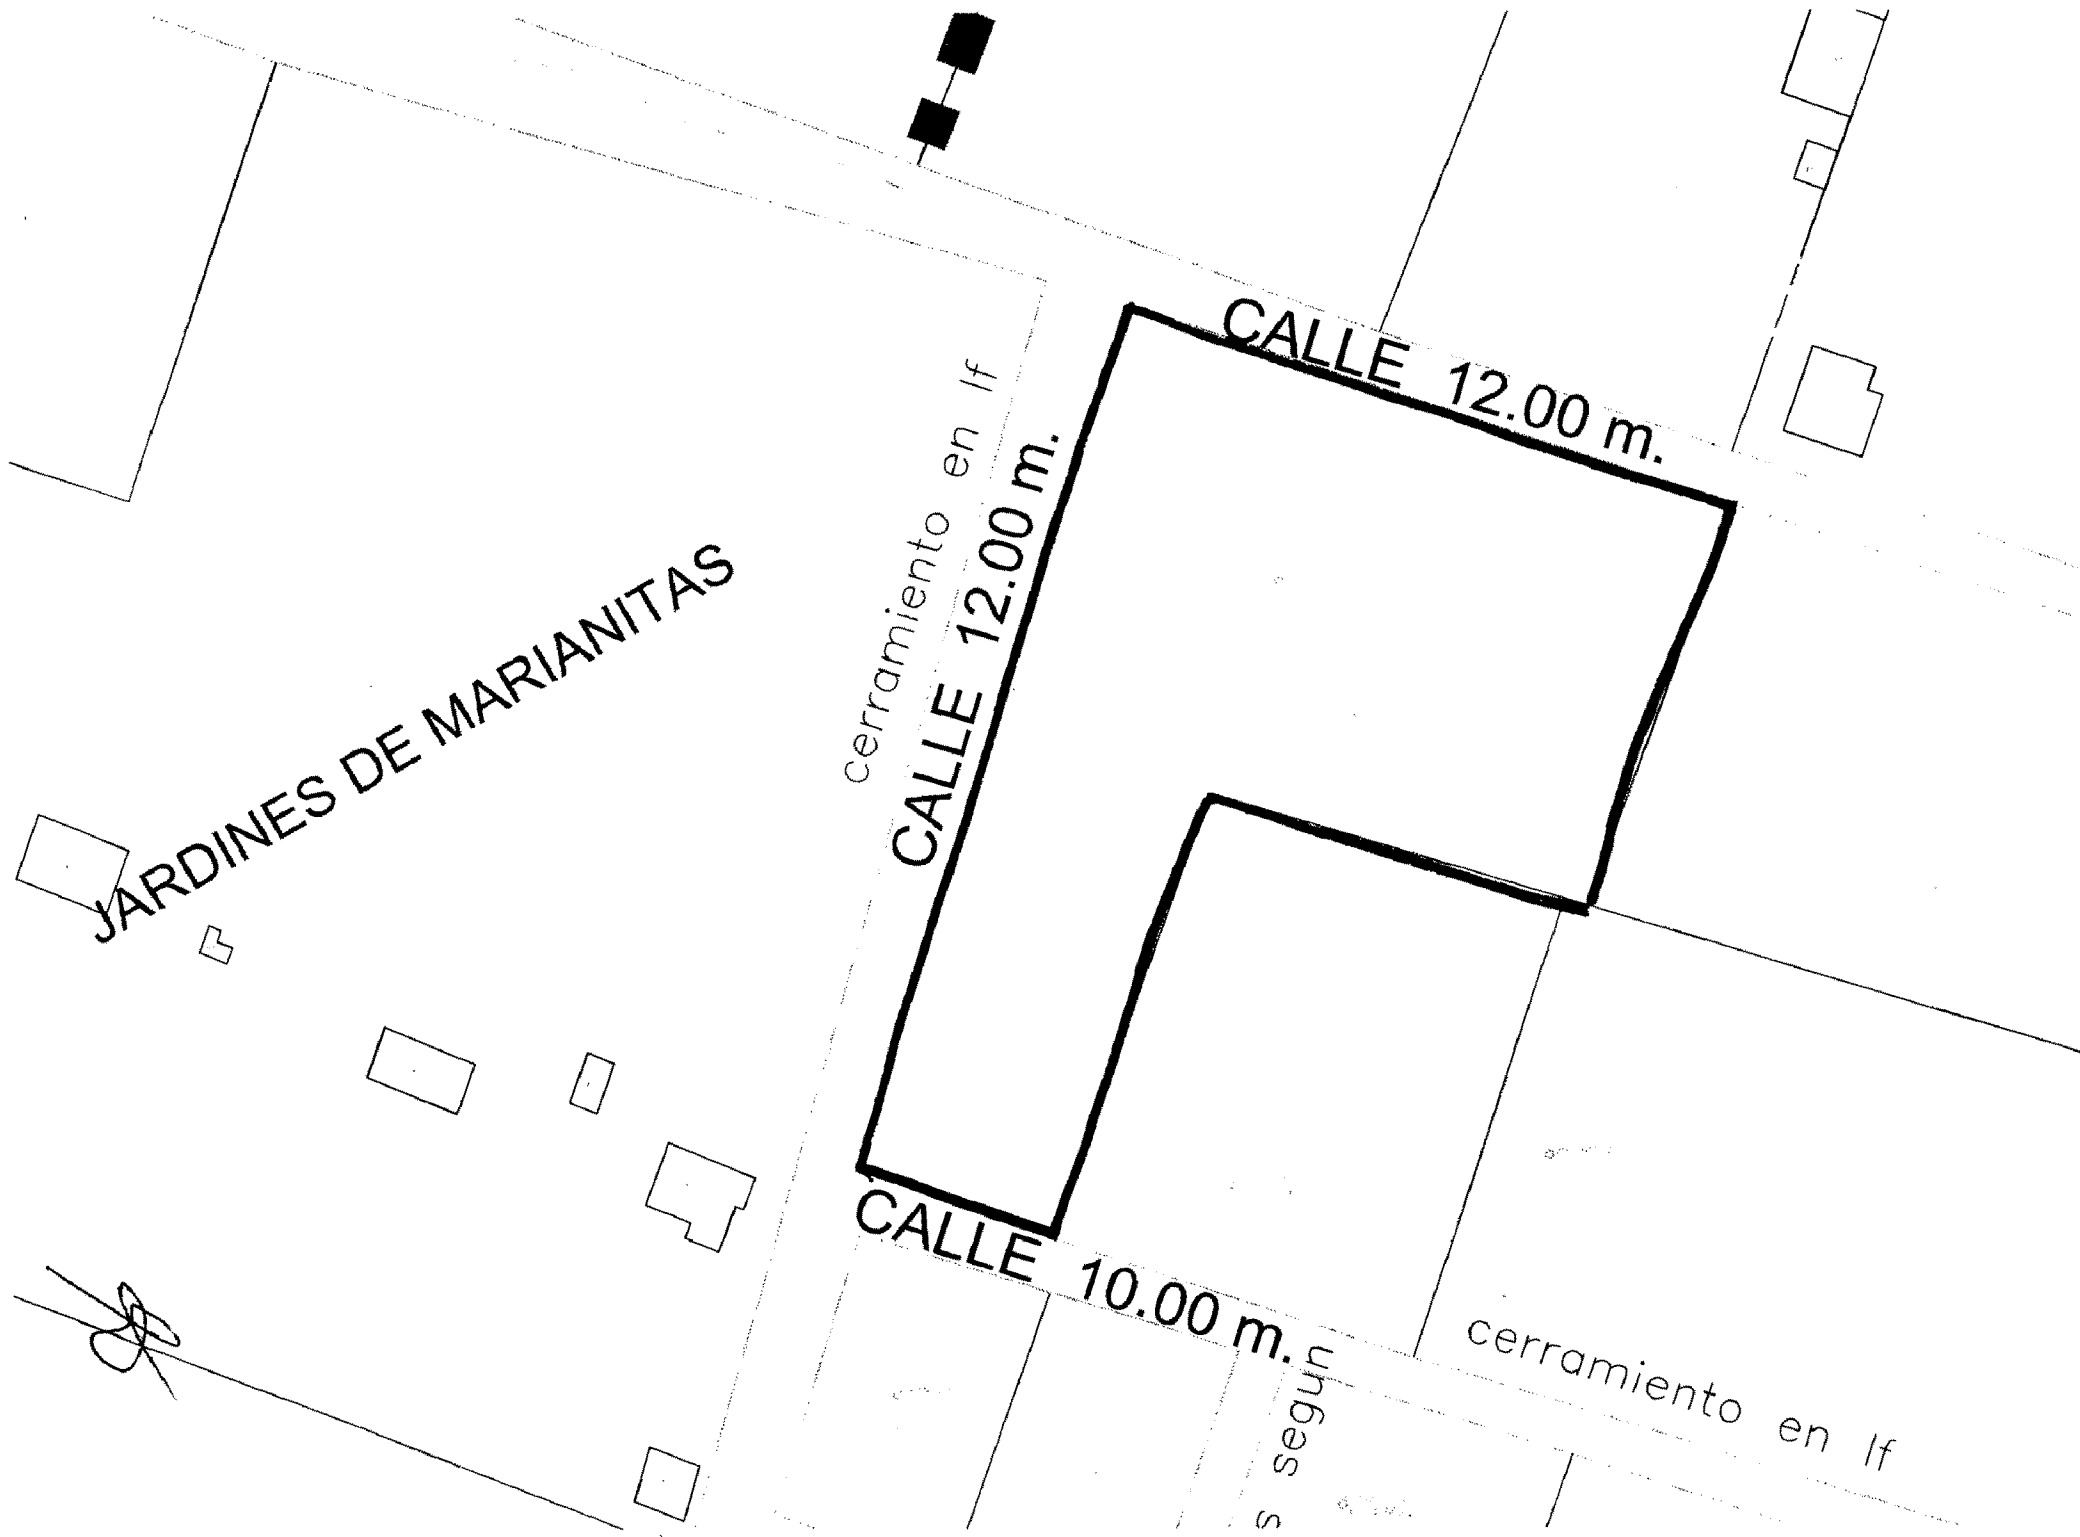 CALLE 12.00 m.
cerramiento en lf
CALLE 12.00 m.
JARDINES DE MARIANITAS
CALLE 10.00 m.
cerramiento en lf
s segun